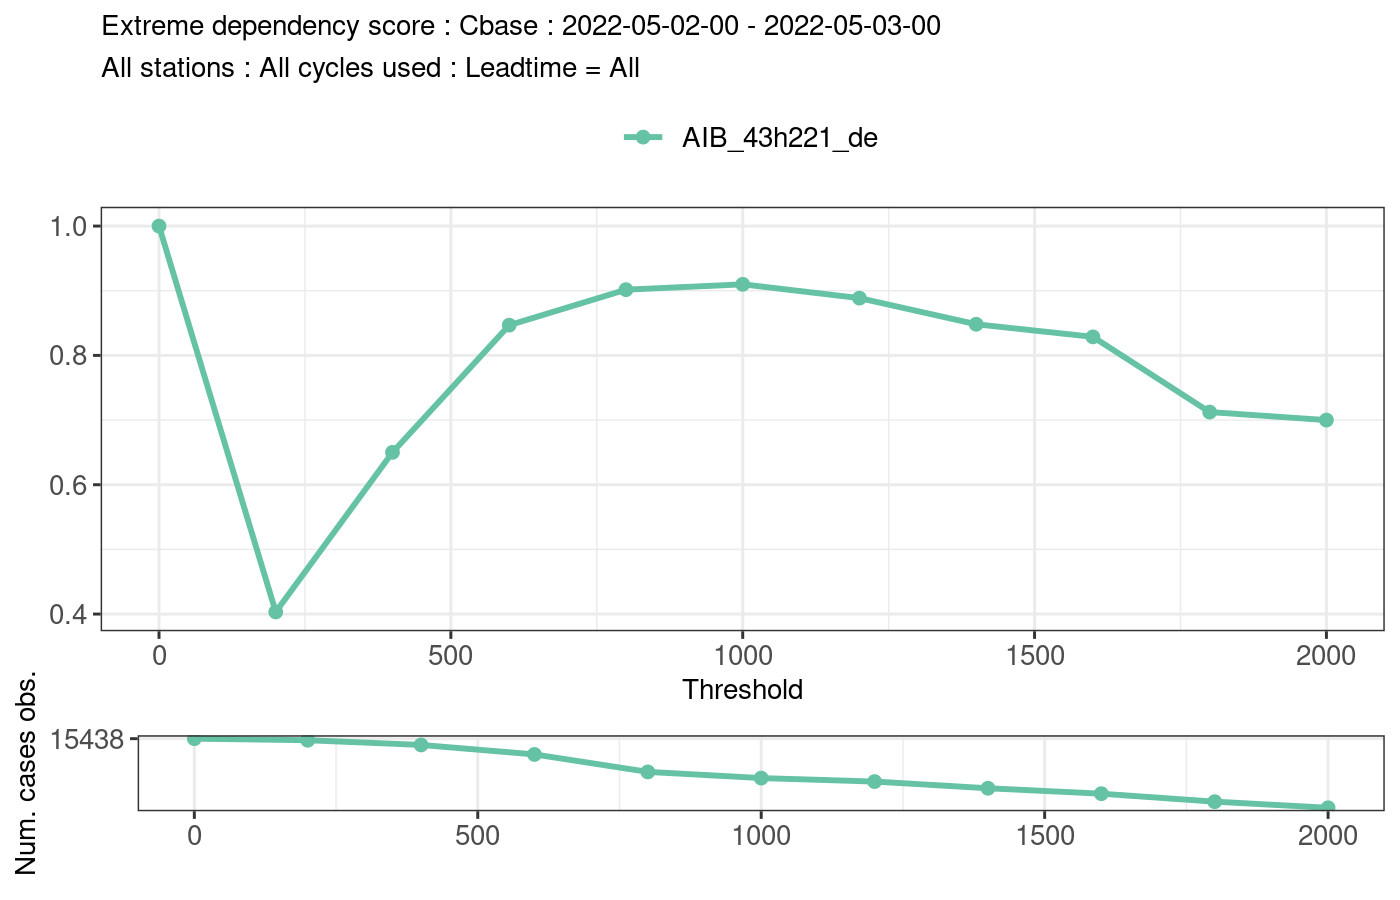 Extreme dependency score : Cbase : 2022-05-02-00 - 2022-05-03-00
All stations : All cycles used : Leadtime = All
AIB_43h221_de
1.0
0.8
0.6
0.4
0 500 1000 1500 2000
Threshold
Num. cases obs.
15438
0 500 1000 1500 2000